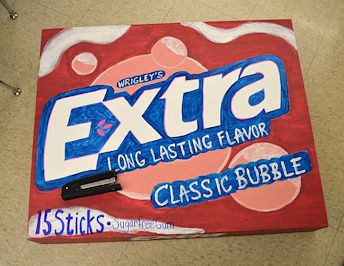 WRIGLEY'S
Extra
LONG LASTING FLAVOR
CLASSIC BUBBLE
15 Sticks • Sugarfree Gum